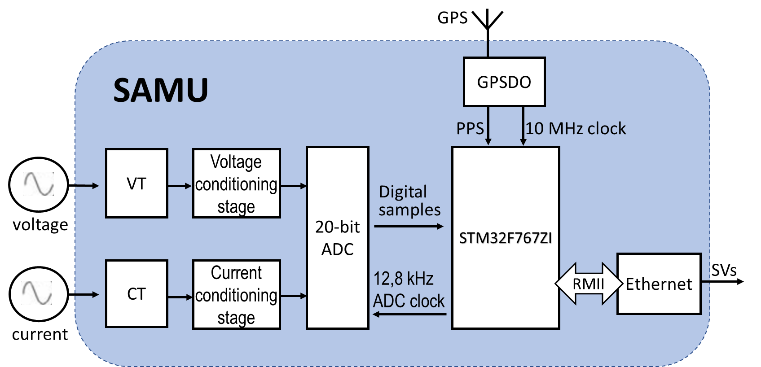 GPS
SAMU
GPSDO
PPS
10 MHz clock
voltage
VT
Voltage
conditioning
stage
20-bit
ADC
Digital
samples
STM32F767ZI
current
CT
Current
conditioning
stage
12,8 kHz
ADC clock
RMII
Ethernet
SVs